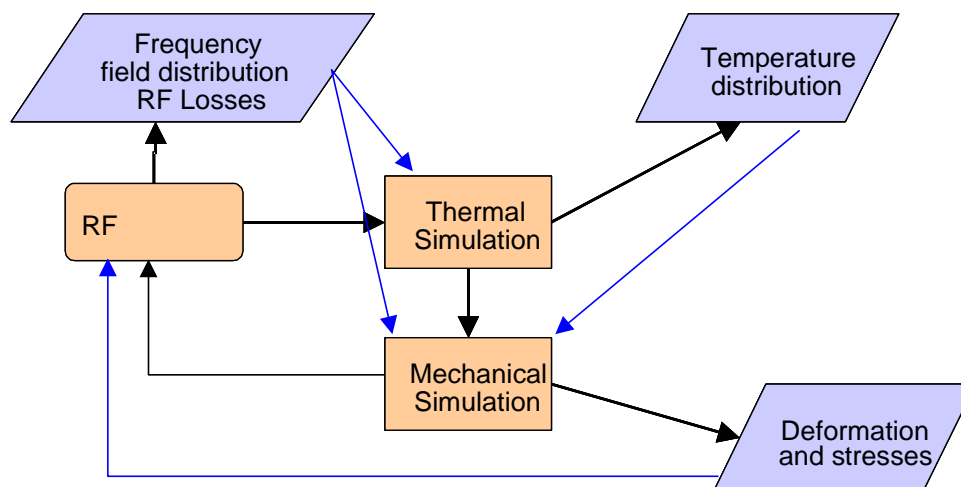 Frequency
field distribution
RF Losses
Temperature
distribution
RF
Thermal
Simulation
Mechanical
Simulation
Deformation
and stresses